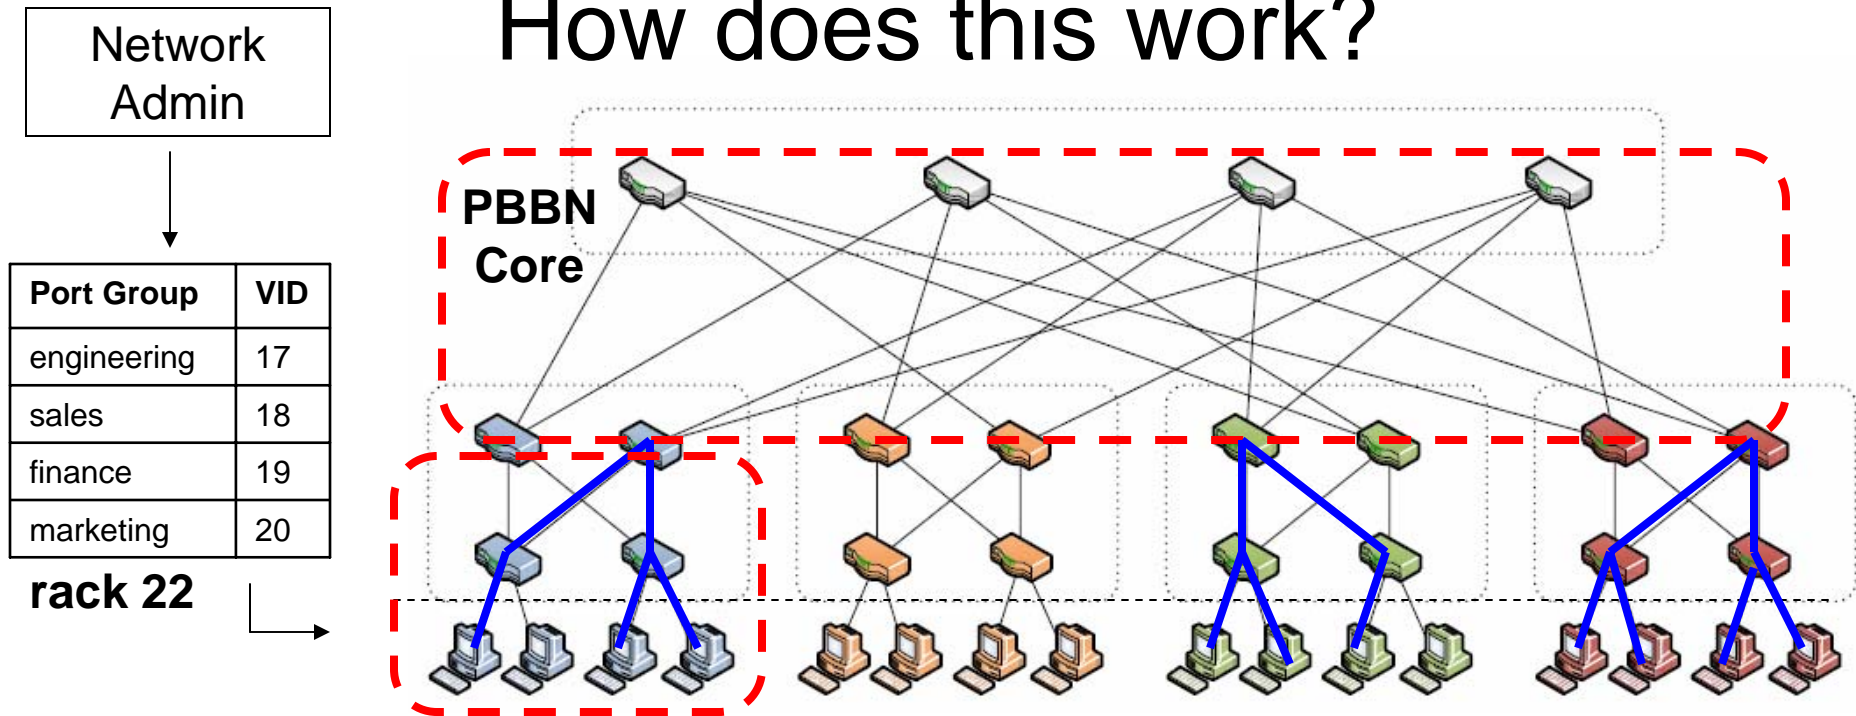 How does this work?
Network
Admin
PBBN
Core
Port Group VID
engineering 17
sales 18
finance 19
marketing 20
rack 22